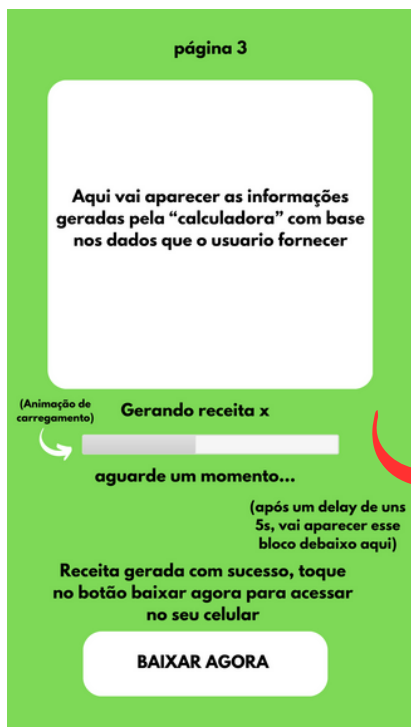 página 3
Aqui vai aparecer as informações
geradas pela “calculadora” com base
nos dados que o usuario fornecer
(Animação de
carregamento)
Gerando receita x
aguarde um momento...
(após um delay de uns
5s, vai aparecer esse
bloco debaixo aqui)
Receita gerada com sucesso, toque
no botão baixar agora para acessar
no seu celular
BAIXAR AGORA